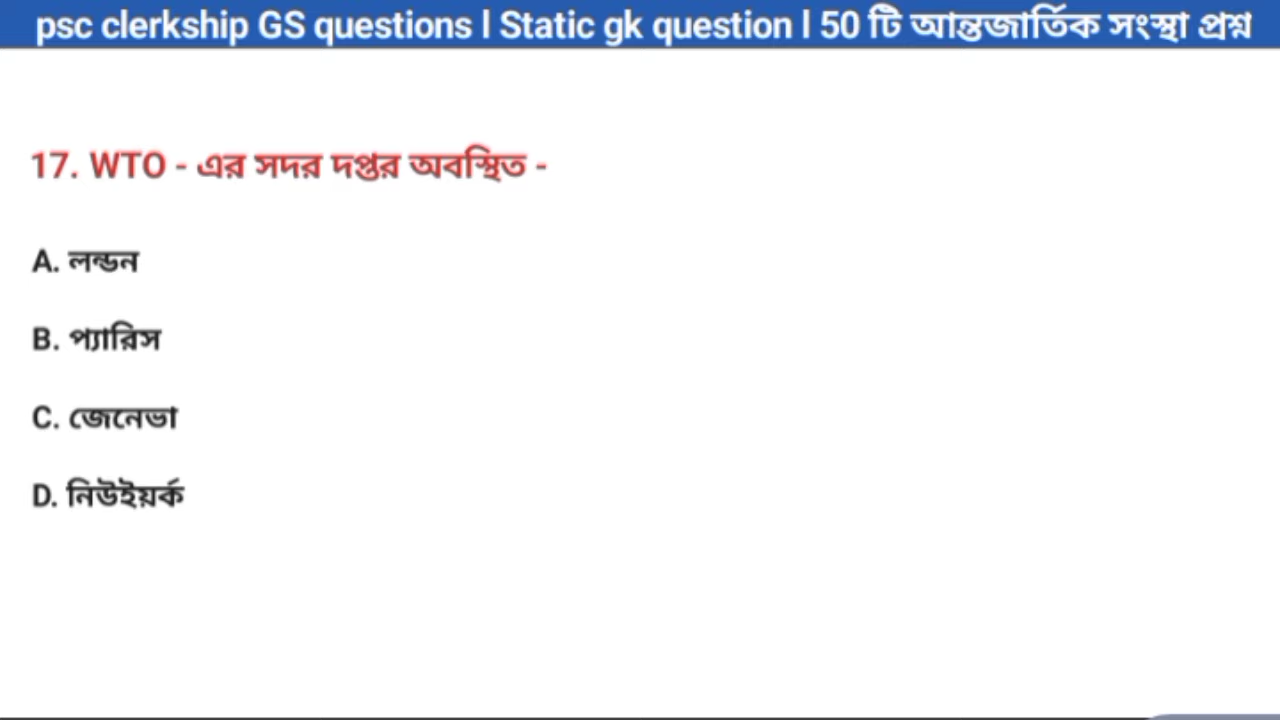 psc clerkship GS questions l Static gk question l 50 টি আন্তজার্তিক সংস্থা প্রশ্ন
17. WTO - এর সদর দপ্তর অবস্থিত -
A. লন্ডন
B. প্যারিস
C. জেনেভা
D. নিউইয়র্ক